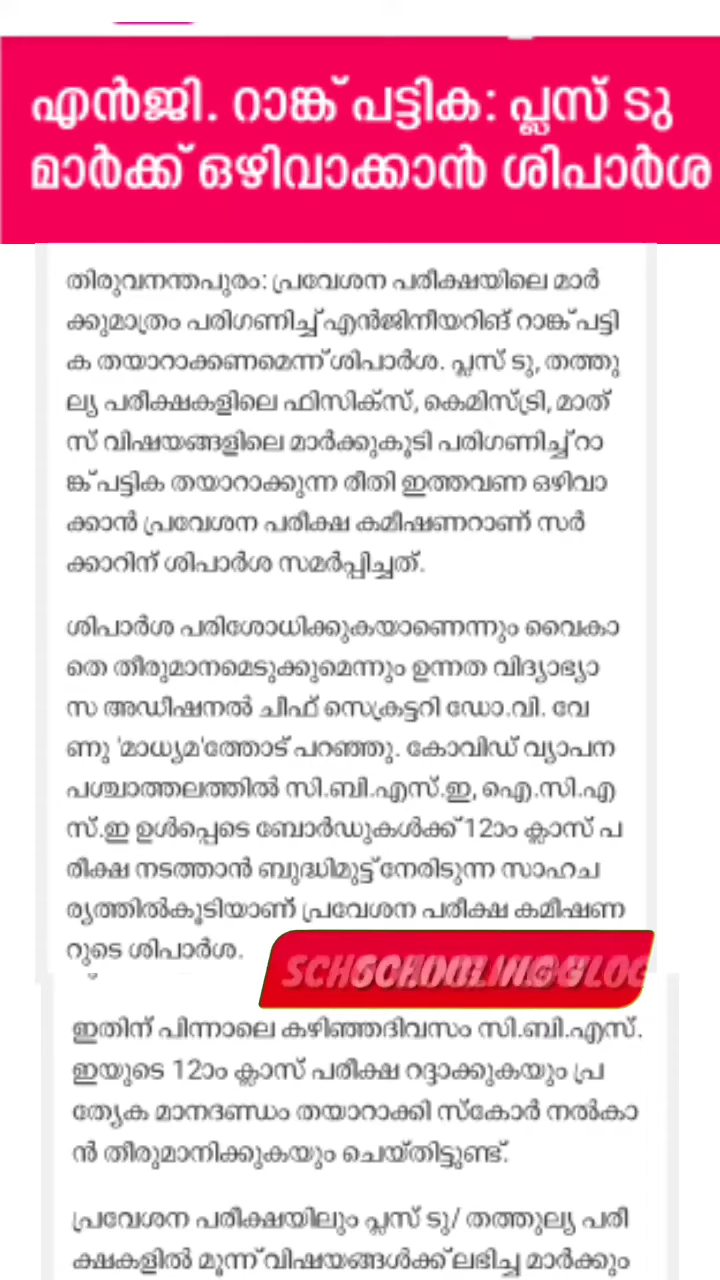 എൻജി. റാങ്ക് പട്ടിക: പ്ലസ് ടു
മാർക്ക് ഒഴിവാക്കാൻ ശിപാർശ
തിരുവനന്തപുരം: പ്രവേശന പരീക്ഷയിലെ മാർ
ക്കുമാത്രം പരിഗണിച്ച് എൻജിനീയറിങ് റാങ്ക് പട്ടി
ക തയാറാക്കണമെന്ന് ശിപാർശ. പ്ലസ് ടു, തത്തു
ല്യ പരീക്ഷകളിലെ ഫിസിക്സ്, കെമിസ്ട്രി, മാത്
സ് വിഷയങ്ങളിലെ മാർക്കുകൂടി പരിഗണിച്ച് റാ
ങ്ക് പട്ടിക തയാറാക്കുന്ന രീതി ഇത്തവണ ഒഴിവാ
ക്കാൻ പ്രവേശന പരീക്ഷ കമീഷണറാണ് സർ
ക്കാറിന് ശിപാർശ സമർപ്പിച്ചത്.
ശിപാർശ പരിശോധിക്കുകയാണെന്നും വൈകാ
തെ തീരുമാനമെടുക്കുമെന്നും ഉന്നത വിദ്യാഭ്യാ
സ അഡീഷനൽ ചീഫ് സെക്രട്ടറി ഡോ.വി. വേ
ണു 'മാധ്യമ'ത്തോട് പറഞ്ഞു. കോവിഡ് വ്യാപന
പശ്ചാത്തലത്തിൽ സി.ബി.എസ്.ഇ, ഐ.സി.എ
സ്.ഇ ഉൾപ്പെടെ ബോർഡുകൾക്ക് 12ാം ക്ലാസ് പ
രീക്ഷ നടത്താൻ ബുദ്ധിമുട്ട് നേരിടുന്ന സാഹച
ര്യത്തിൽകൂടിയാണ് പ്രവേശന പരീക്ഷ കമീഷണ
റുടെ ശിപാർശ.
ഇതിന് പിന്നാലെ കഴിഞ്ഞദിവസം സി.ബി.എസ്.
ഇയുടെ 12ാം ക്ലാസ് പരീക്ഷ റദ്ദാക്കുകയും പ്ര
ത്യേക മാനദണ്ഡം തയാറാക്കി സ്കോർ നൽകാ
ൻ തീരുമാനിക്കുകയും ചെയ്തിട്ടുണ്ട്.
പ്രവേശന പരീക്ഷയിലും പ്ലസ് ടു/ തത്തുല്യ പരീ
ക്ഷകളിൽ മൂന്ന് വിഷയങ്ങൾക്ക് ലഭിച്ച മാർക്കും